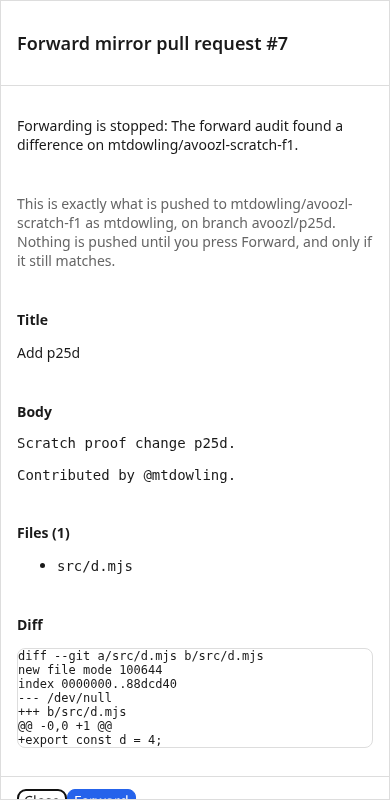 Forward mirror pull request #7
Forwarding is stopped: The forward audit found a
difference on mtdowling/avoozl-scratch-f1.
This is exactly what is pushed to mtdowling/avoozl-
scratch-f1 as mtdowling, on branch avoozl/p25d.
Nothing is pushed until you press Forward, and only if
it still matches.
Title
Add p25d
Body
Scratch proof change p25d.
Contributed by @mtdowling.
Files (1)
• src/d.mjs
Diff
diff --git a/src/d.mjs b/src/d.mjs
new file mode 100644
index 0000000..88dcd40
--- /dev/null
+++ b/src/d.mjs
@@ -0,0 +1 @@
+export const d = 4;
Close Forward